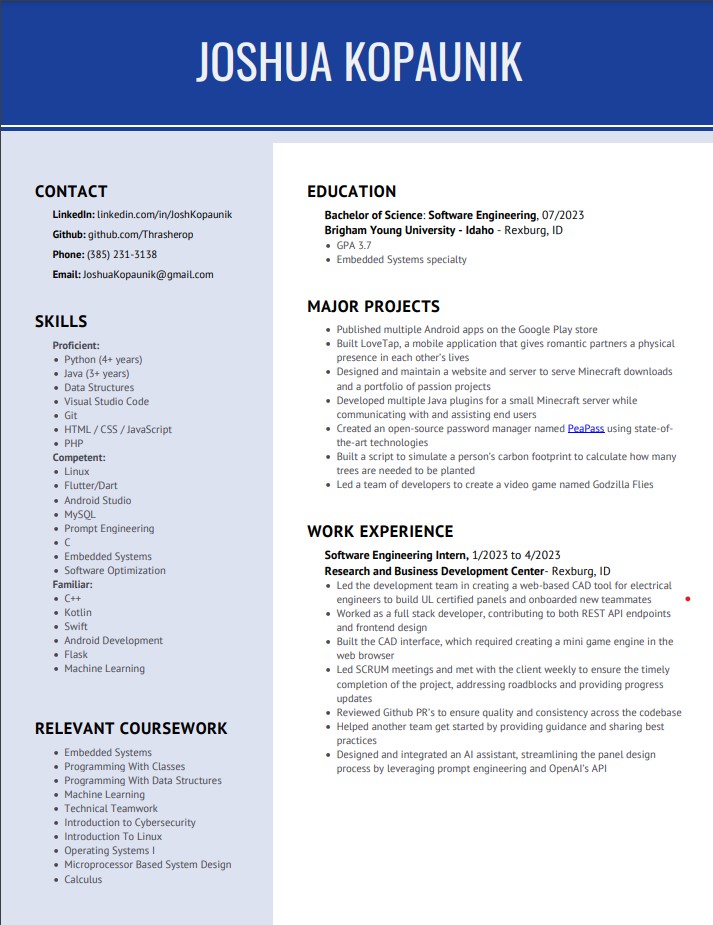 JOSHUA KOPAUNIK
CONTACT
LinkedIn: linkedin.com/in/JoshKopaunik
Github: github.com/Thrasherop
Phone: (385) 231-3138
Email: JoshuaKopaunik@gmail.com
SKILLS
Proficient:
• Python (4+ years)
• Java (3+ years)
• Data Structures
• Visual Studio Code
• Git
• HTML / CSS / JavaScript
• PHP
Competent:
• Linux
• Flutter/Dart
• Android Studio
• MySQL
• Prompt Engineering
• C
• Embedded Systems
• Software Optimization
Familiar:
• C++
• Kotlin
• Swift
• Android Development
• Flask
• Machine Learning
RELEVANT COURSEWORK
• Embedded Systems
• Programming With Classes
• Programming With Data Structures
• Machine Learning
• Technical Teamwork
• Introduction to Cybersecurity
• Introduction To Linux
• Operating Systems I
• Microprocessor Based System Design
• Calculus
EDUCATION
Bachelor of Science: Software Engineering, 07/2023
Brigham Young University - Idaho - Rexburg, ID
• GPA 3.7
• Embedded Systems specialty
MAJOR PROJECTS
• Published multiple Android apps on the Google Play store
• Built LoveTap, a mobile application that gives romantic partners a physical
presence in each other's lives
• Designed and maintain a website and server to serve Minecraft downloads
and a portfolio of passion projects
• Developed multiple Java plugins for a small Minecraft server while
communicating with and assisting end users
• Created an open-source password manager named PeaPass using state-of-
the-art technologies
• Built a script to simulate a person's carbon footprint to calculate how many
trees are needed to be planted
• Led a team of developers to create a video game named Godzilla Flies
WORK EXPERIENCE
Software Engineering Intern, 1/2023 to 4/2023
Research and Business Development Center- Rexburg, ID
• Led the development team in creating a web-based CAD tool for electrical
engineers to build UL certified panels and onboarded new teammates
• Worked as a full stack developer, contributing to both REST API endpoints
and frontend design
• Built the CAD interface, which required creating a mini game engine in the
web browser
• Led SCRUM meetings and met with the client weekly to ensure the timely
completion of the project, addressing roadblocks and providing progress
updates
• Reviewed Github PR's to ensure quality and consistency across the codebase
• Helped another team get started by providing guidance and sharing best
practices
• Designed and integrated an AI assistant, streamlining the panel design
process by leveraging prompt engineering and OpenAI's API